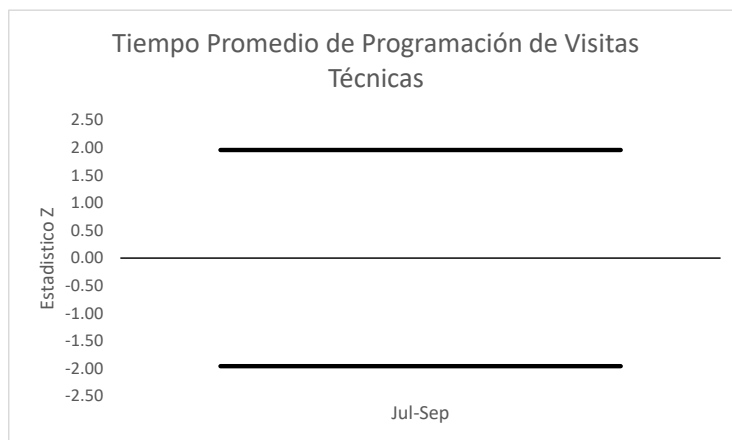 Tiempo Promedio de Programación de Visitas
Técnicas
2.50
2.00
1.50
1.00
0.50
0.00
-0.50
-1.00
-1.50
-2.00
-2.50
Estadistico Z
Jul-Sep